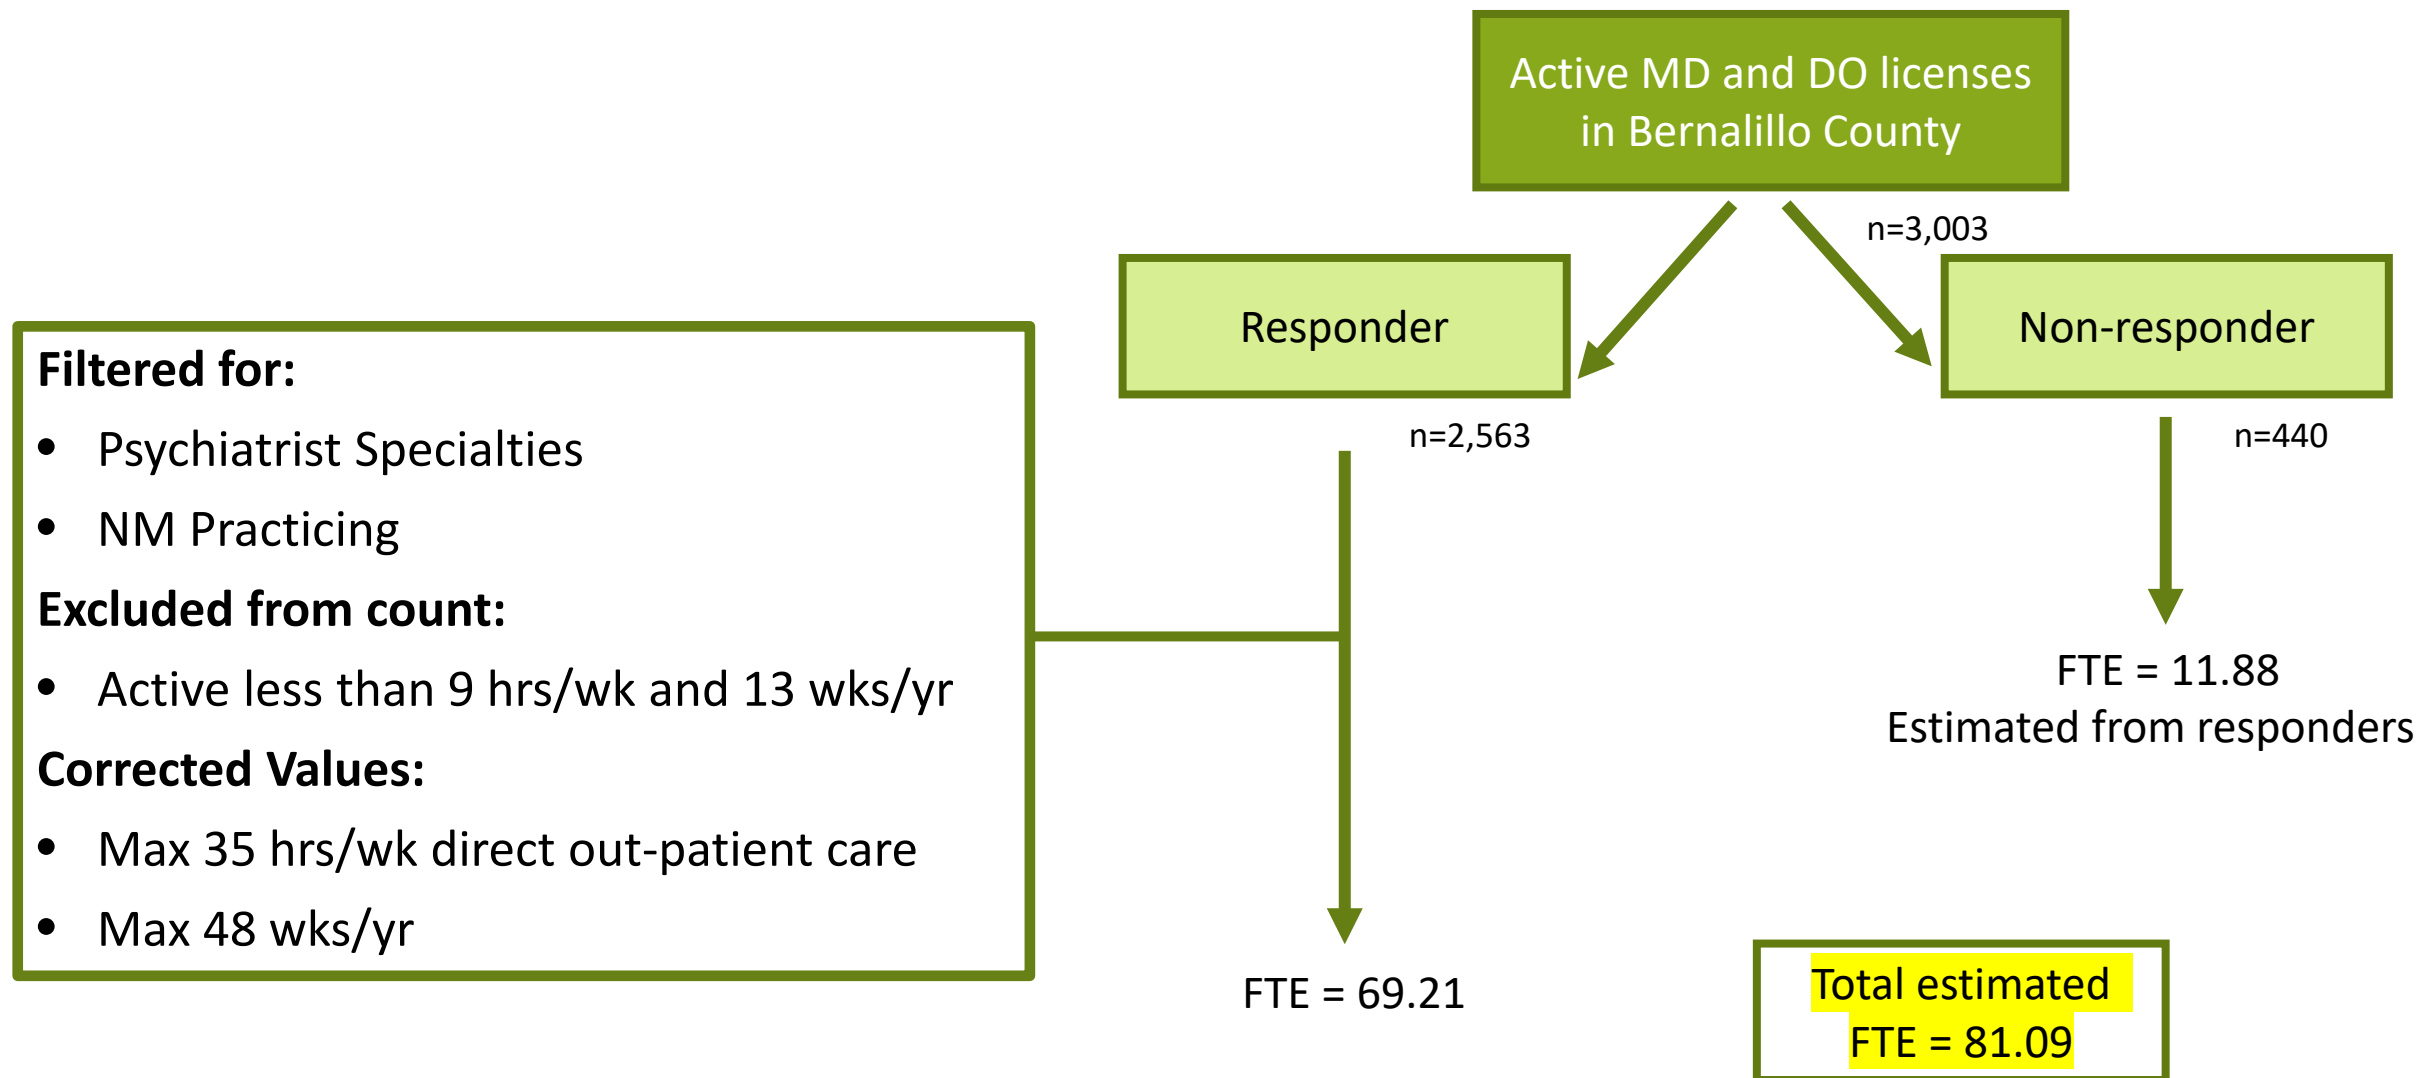 Active MD and DO licenses
in Bernalillo County
n=3,003
Responder
n=2,563
Non-responder
n=440
Filtered for:
• Psychiatrist Specialties
• NM Practicing
Excluded from count:
• Active less than 9 hrs/wk and 13 wks/yr
Corrected Values:
• Max 35 hrs/wk direct out-patient care
• Max 48 wks/yr
FTE = 11.88
Estimated from responders
FTE = 69.21
Total estimated
FTE = 81.09